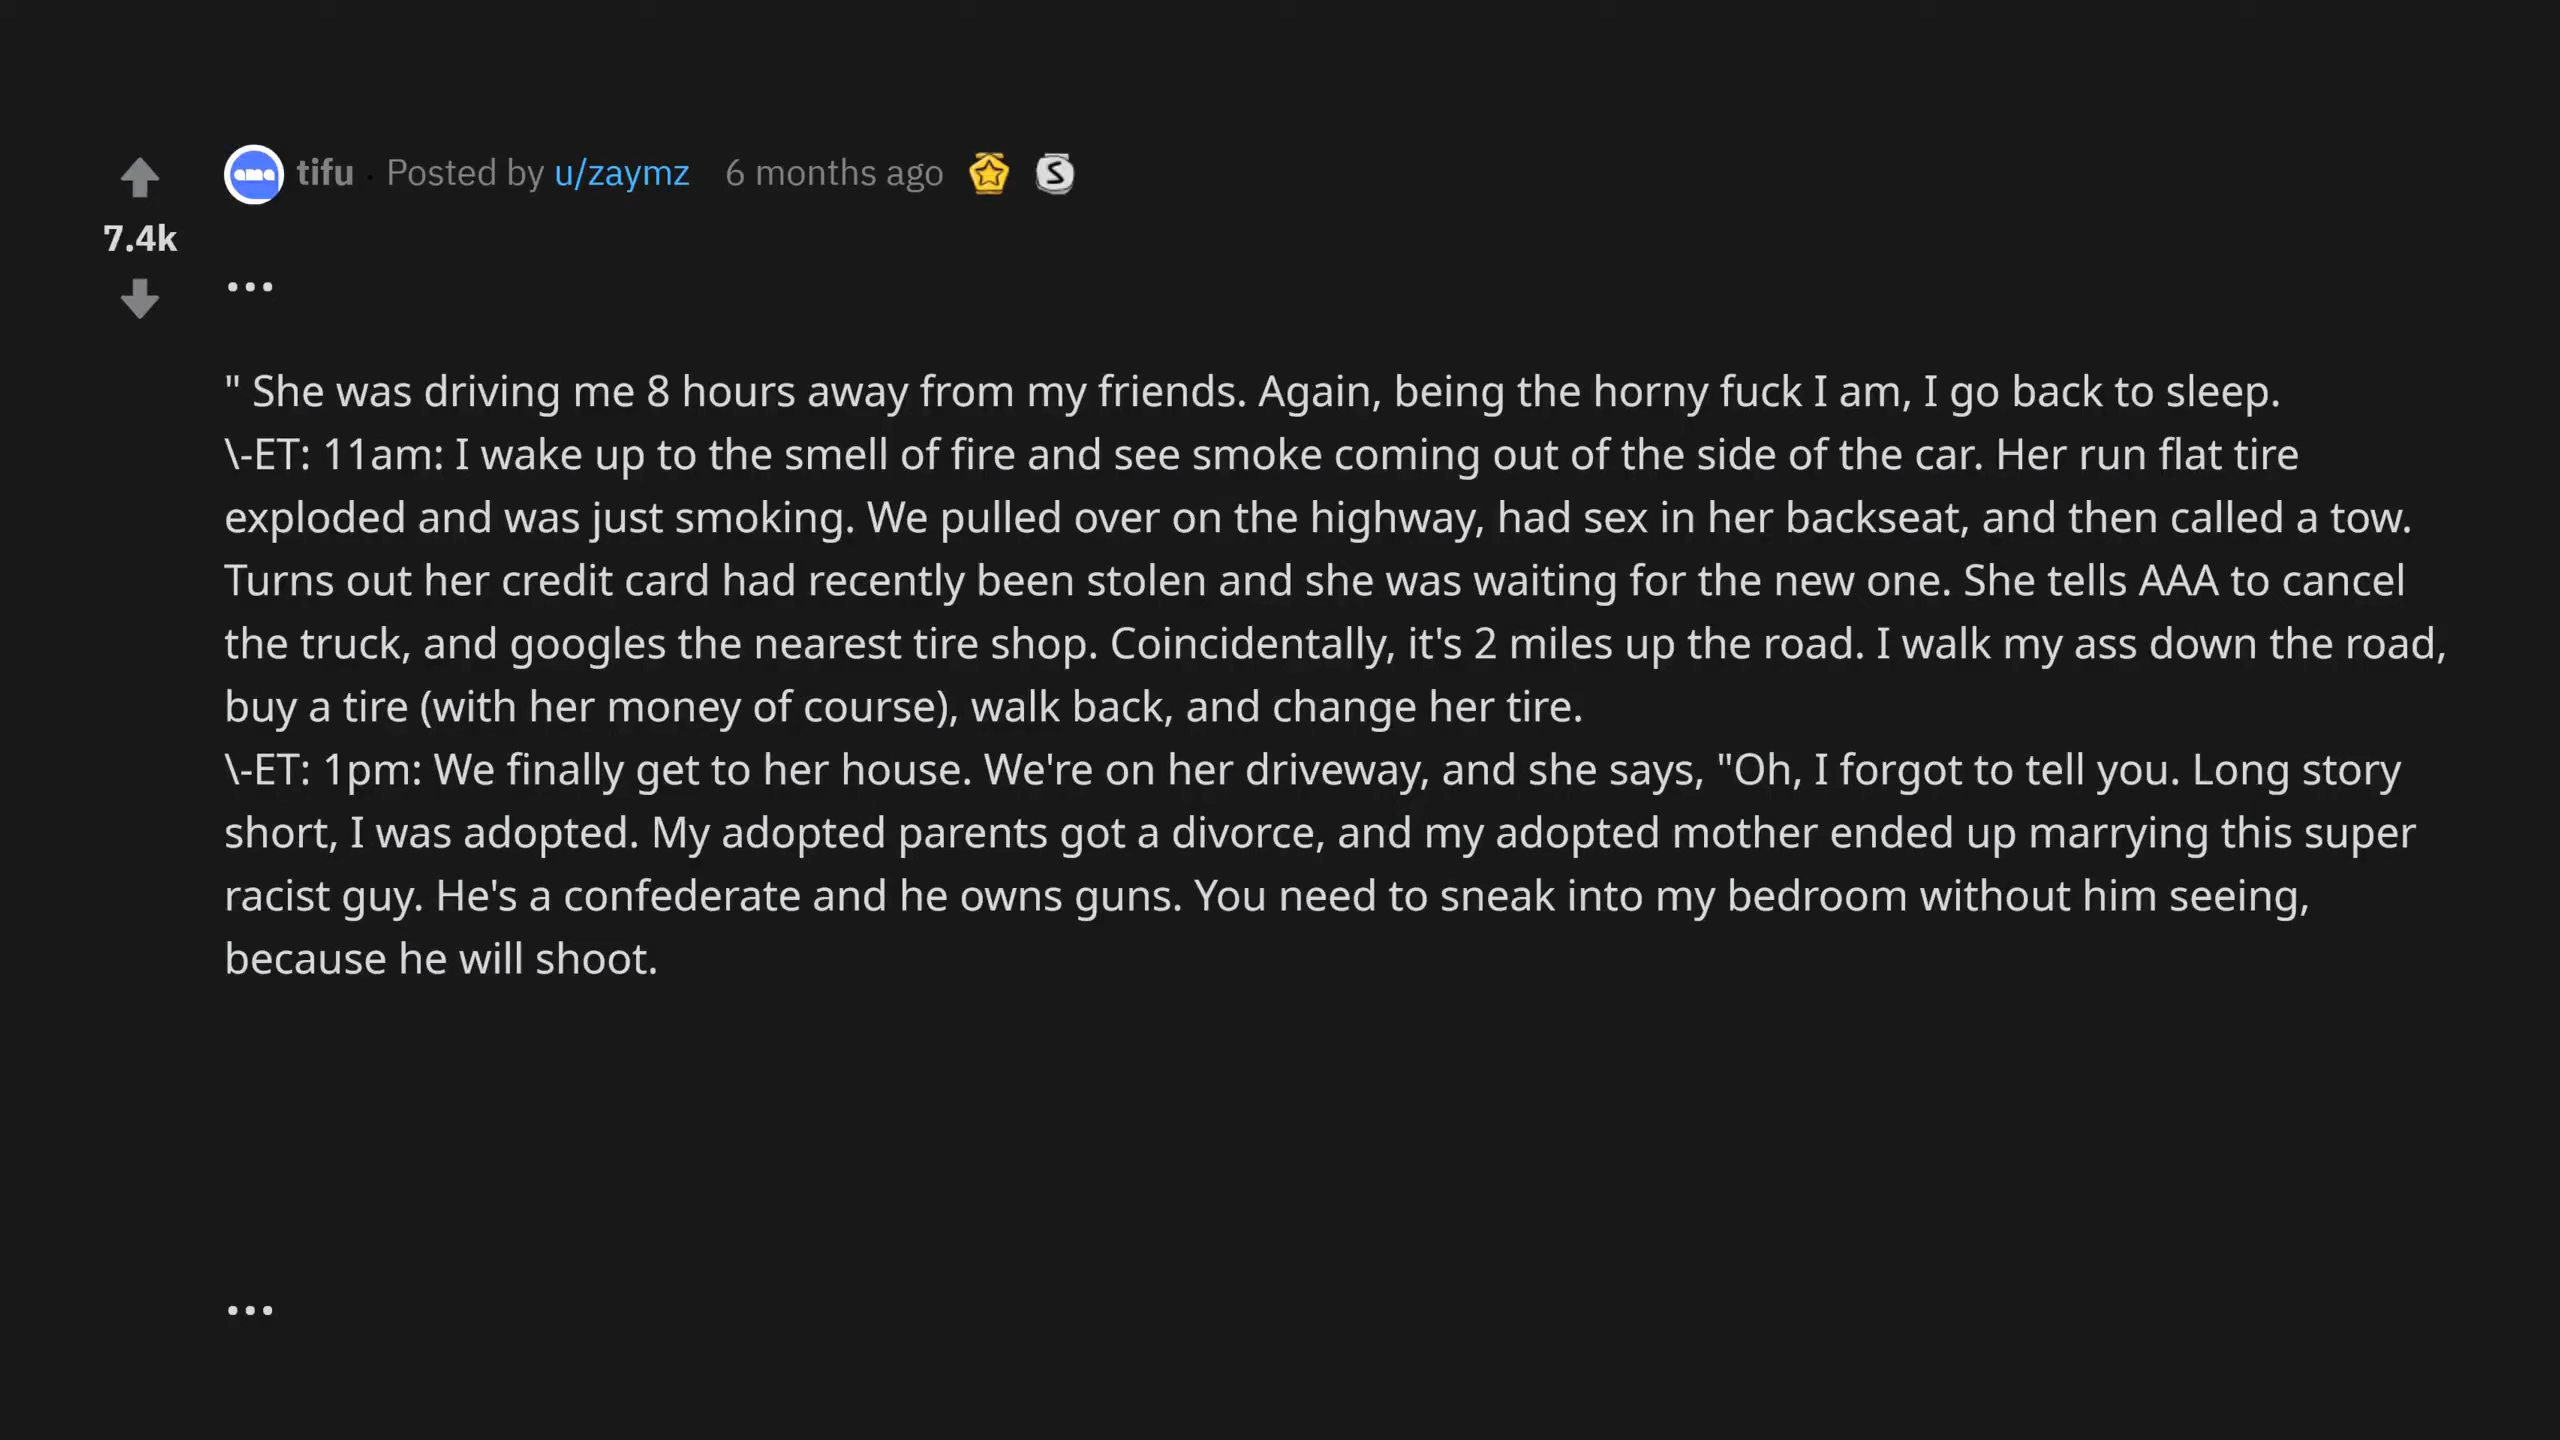 ama tifu · Posted by u/zaymz 6 months ago S
7.4k
...
" She was driving me 8 hours away from my friends. Again, being the horny fuck I am, I go back to sleep.
\-ET: 11am: I wake up to the smell of fire and see smoke coming out of the side of the car. Her run flat tire
exploded and was just smoking. We pulled over on the highway, had sex in her backseat, and then called a tow.
Turns out her credit card had recently been stolen and she was waiting for the new one. She tells AAA to cancel
the truck, and googles the nearest tire shop. Coincidentally, it's 2 miles up the road. I walk my ass down the road,
buy a tire (with her money of course), walk back, and change her tire.
\-ET: 1pm: We finally get to her house. We're on her driveway, and she says, "Oh, I forgot to tell you. Long story
short, I was adopted. My adopted parents got a divorce, and my adopted mother ended up marrying this super
racist guy. He's a confederate and he owns guns. You need to sneak into my bedroom without him seeing,
because he will shoot.
...